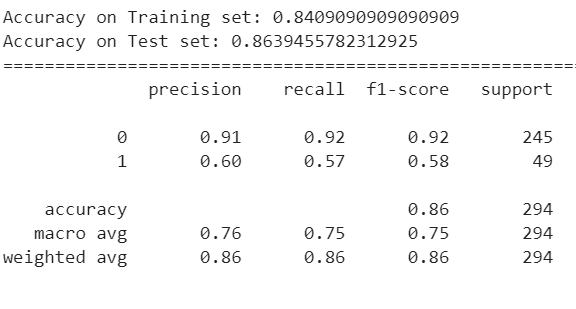 Accuracy on Training set: 0.8409090909090909
Accuracy on Test set: 0.8639455782312925
=======================================================
precision recall f1-score support
0 0.91 0.92 0.92 245
1 0.60 0.57 0.58 49
accuracy 0.86 294
macro avg 0.76 0.75 0.75 294
weighted avg 0.86 0.86 0.86 294